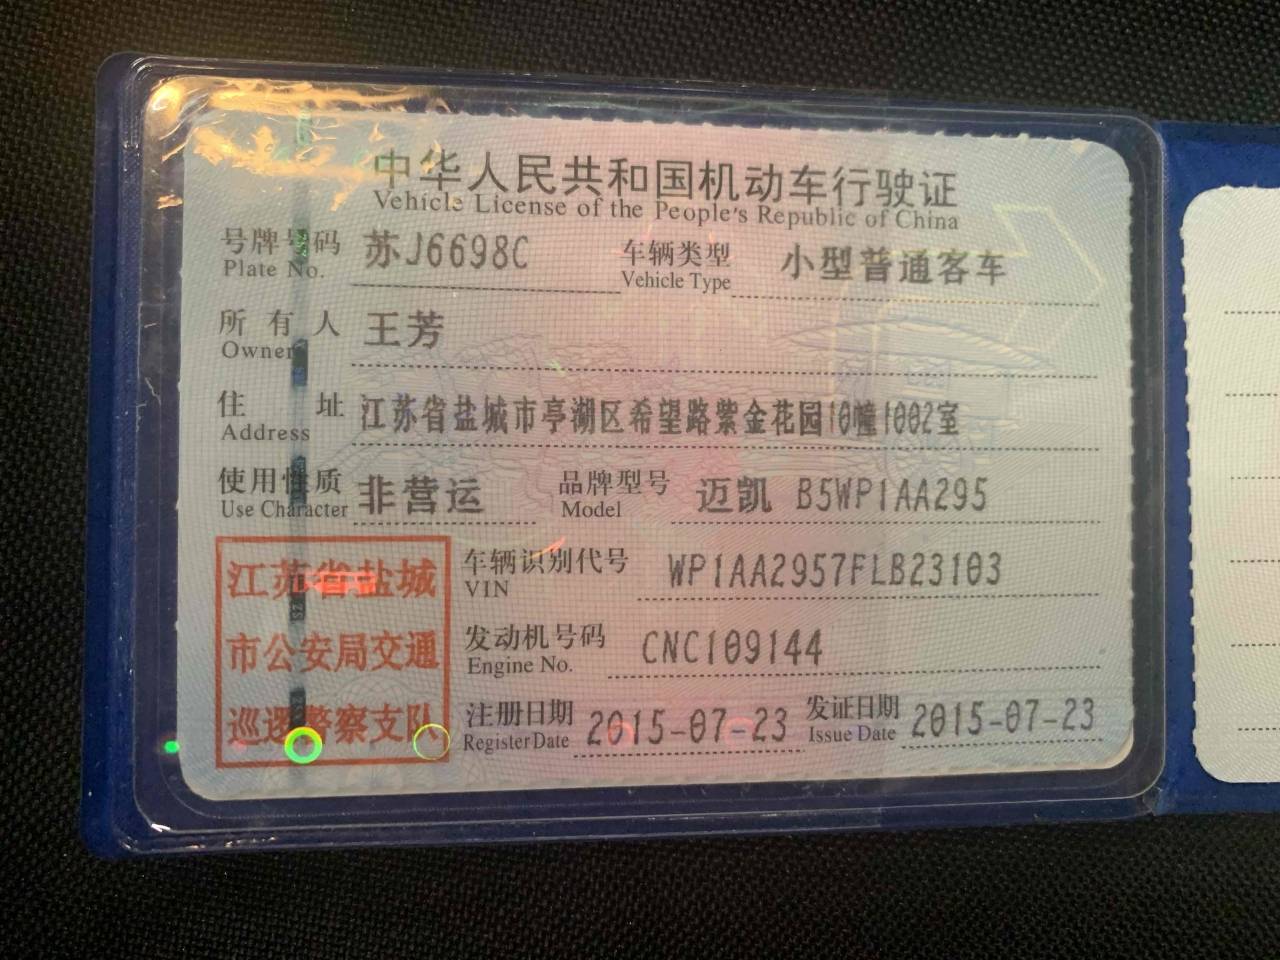 中华人民共和国机动车行驶证
Vehicle License of the People's Republic of China
号牌号码 苏J6698C 车辆类型 小型普通客车
Plate No. Vehicle Type
所有人 王芳
Owner
住址 江苏省盐城市亭湖区希望路紫金花园10幢1002室
Address
使用性质 非营运 品牌型号 迈凯 B5WP1AA295
Use Character Model
江苏省盐城
市公安局交通
巡逻警察支队
车辆识别代号 WP1AA2957FLB23103
VIN
发动机号码 CNC109144
Engine No.
注册日期 2015-07-23 发证日期 2015-07-23
Register Date Issue Date